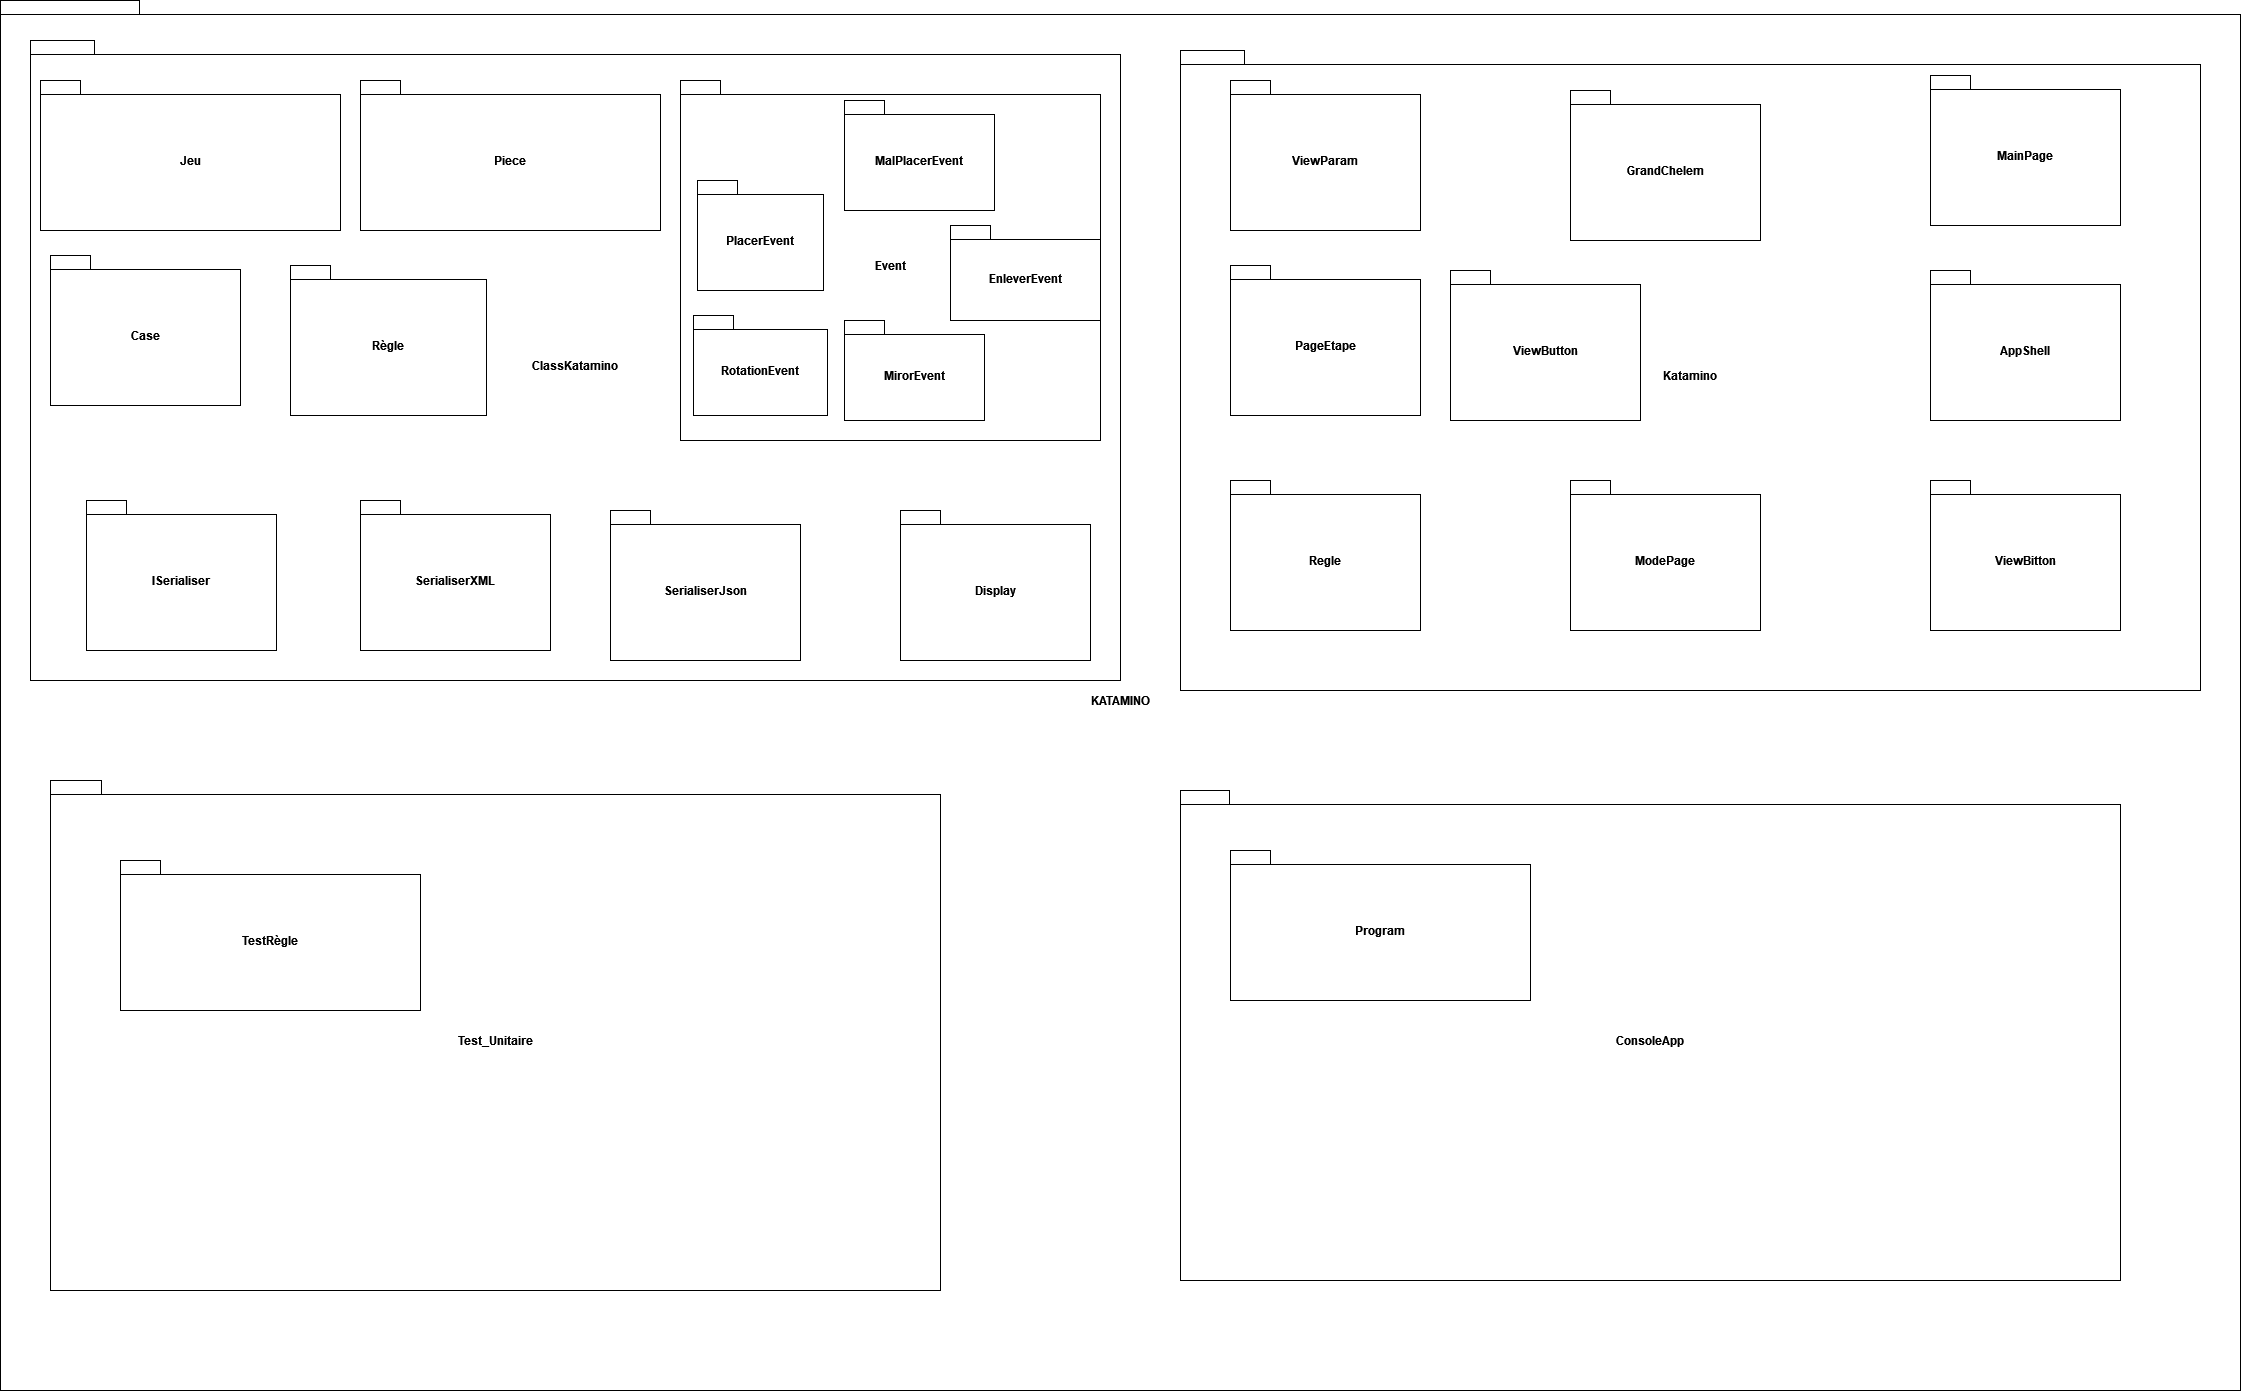 Jeu
Piece
MalPlacerEvent
PlacerEvent
Event
EnleverEvent
RotationEvent
MirorEvent
Case
Règle
ClassKatamino
ISerialiser
SerialiserXML
SerialiserJson
Display
ViewParam
GrandChelem
MainPage
PageEtape
ViewButton
Katamino
AppShell
Regle
ModePage
ViewBitton
KATAMINO
TestRègle
Test_Unitaire
Program
ConsoleApp